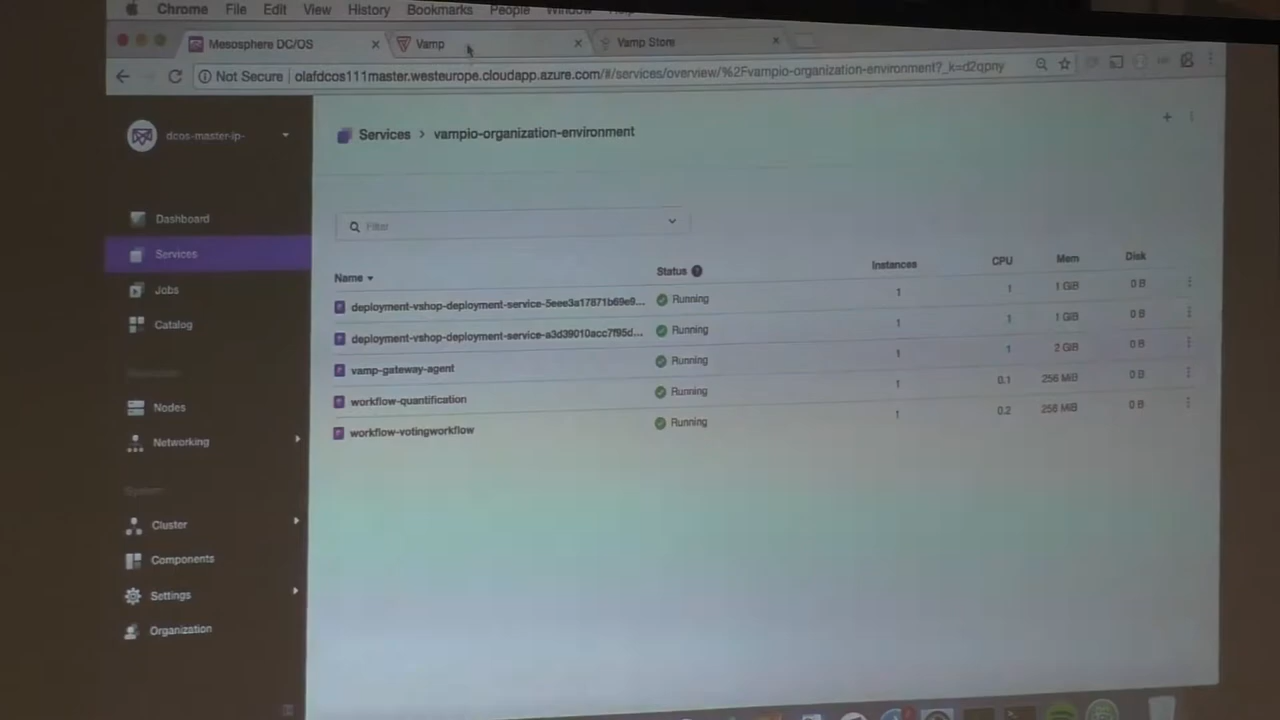 Chrome File Edit View History Bookmarks People Window
Mesosphere DC/OS
Vamp
Vamp Store
Not Secure olafdcos111master.westeurope.cloudapp.azure.com/#/services/overview/%2Fvampio-organization-environment?_k=d2qpny
dcos-master-ip-
Services > vampio-organization-environment
Dashboard
Services
Jobs
Catalog
Nodes
Networking
System
Cluster
Components
Settings
Organization
Filter
Name Status Instances CPU Mem Disk
deployment-vshop-deployment-service-5eee3a17871b69e9... Running 1 1 1 GiB 0 B
deployment-vshop-deployment-service-a3d39010acc7f95d... Running 1 1 1 GiB 0 B
vamp-gateway-agent Running 1 1 2 GiB 0 B
workflow-quantification Running 1 0.1 256 MiB 0 B
workflow-votingworkflow Running 1 0.2 256 MiB 0 B